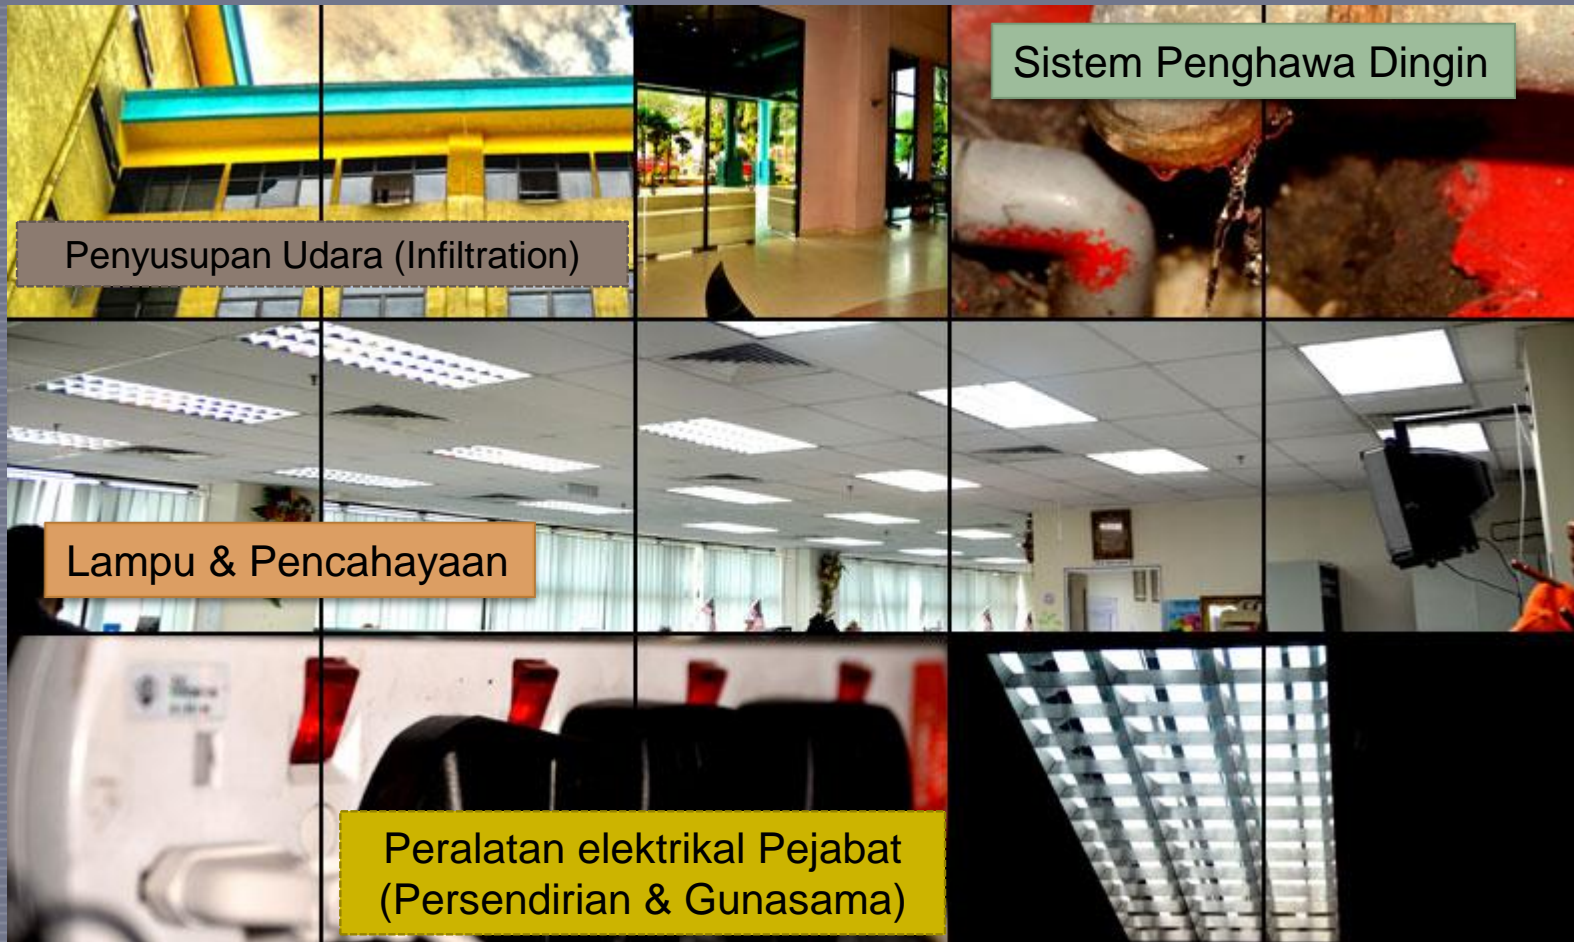 Sistem Penghawa Dingin
Penyusupan Udara (Infiltration)
Lampu & Pencahayaan
Peralatan elektrikal Pejabat
(Persendirian & Gunasama)